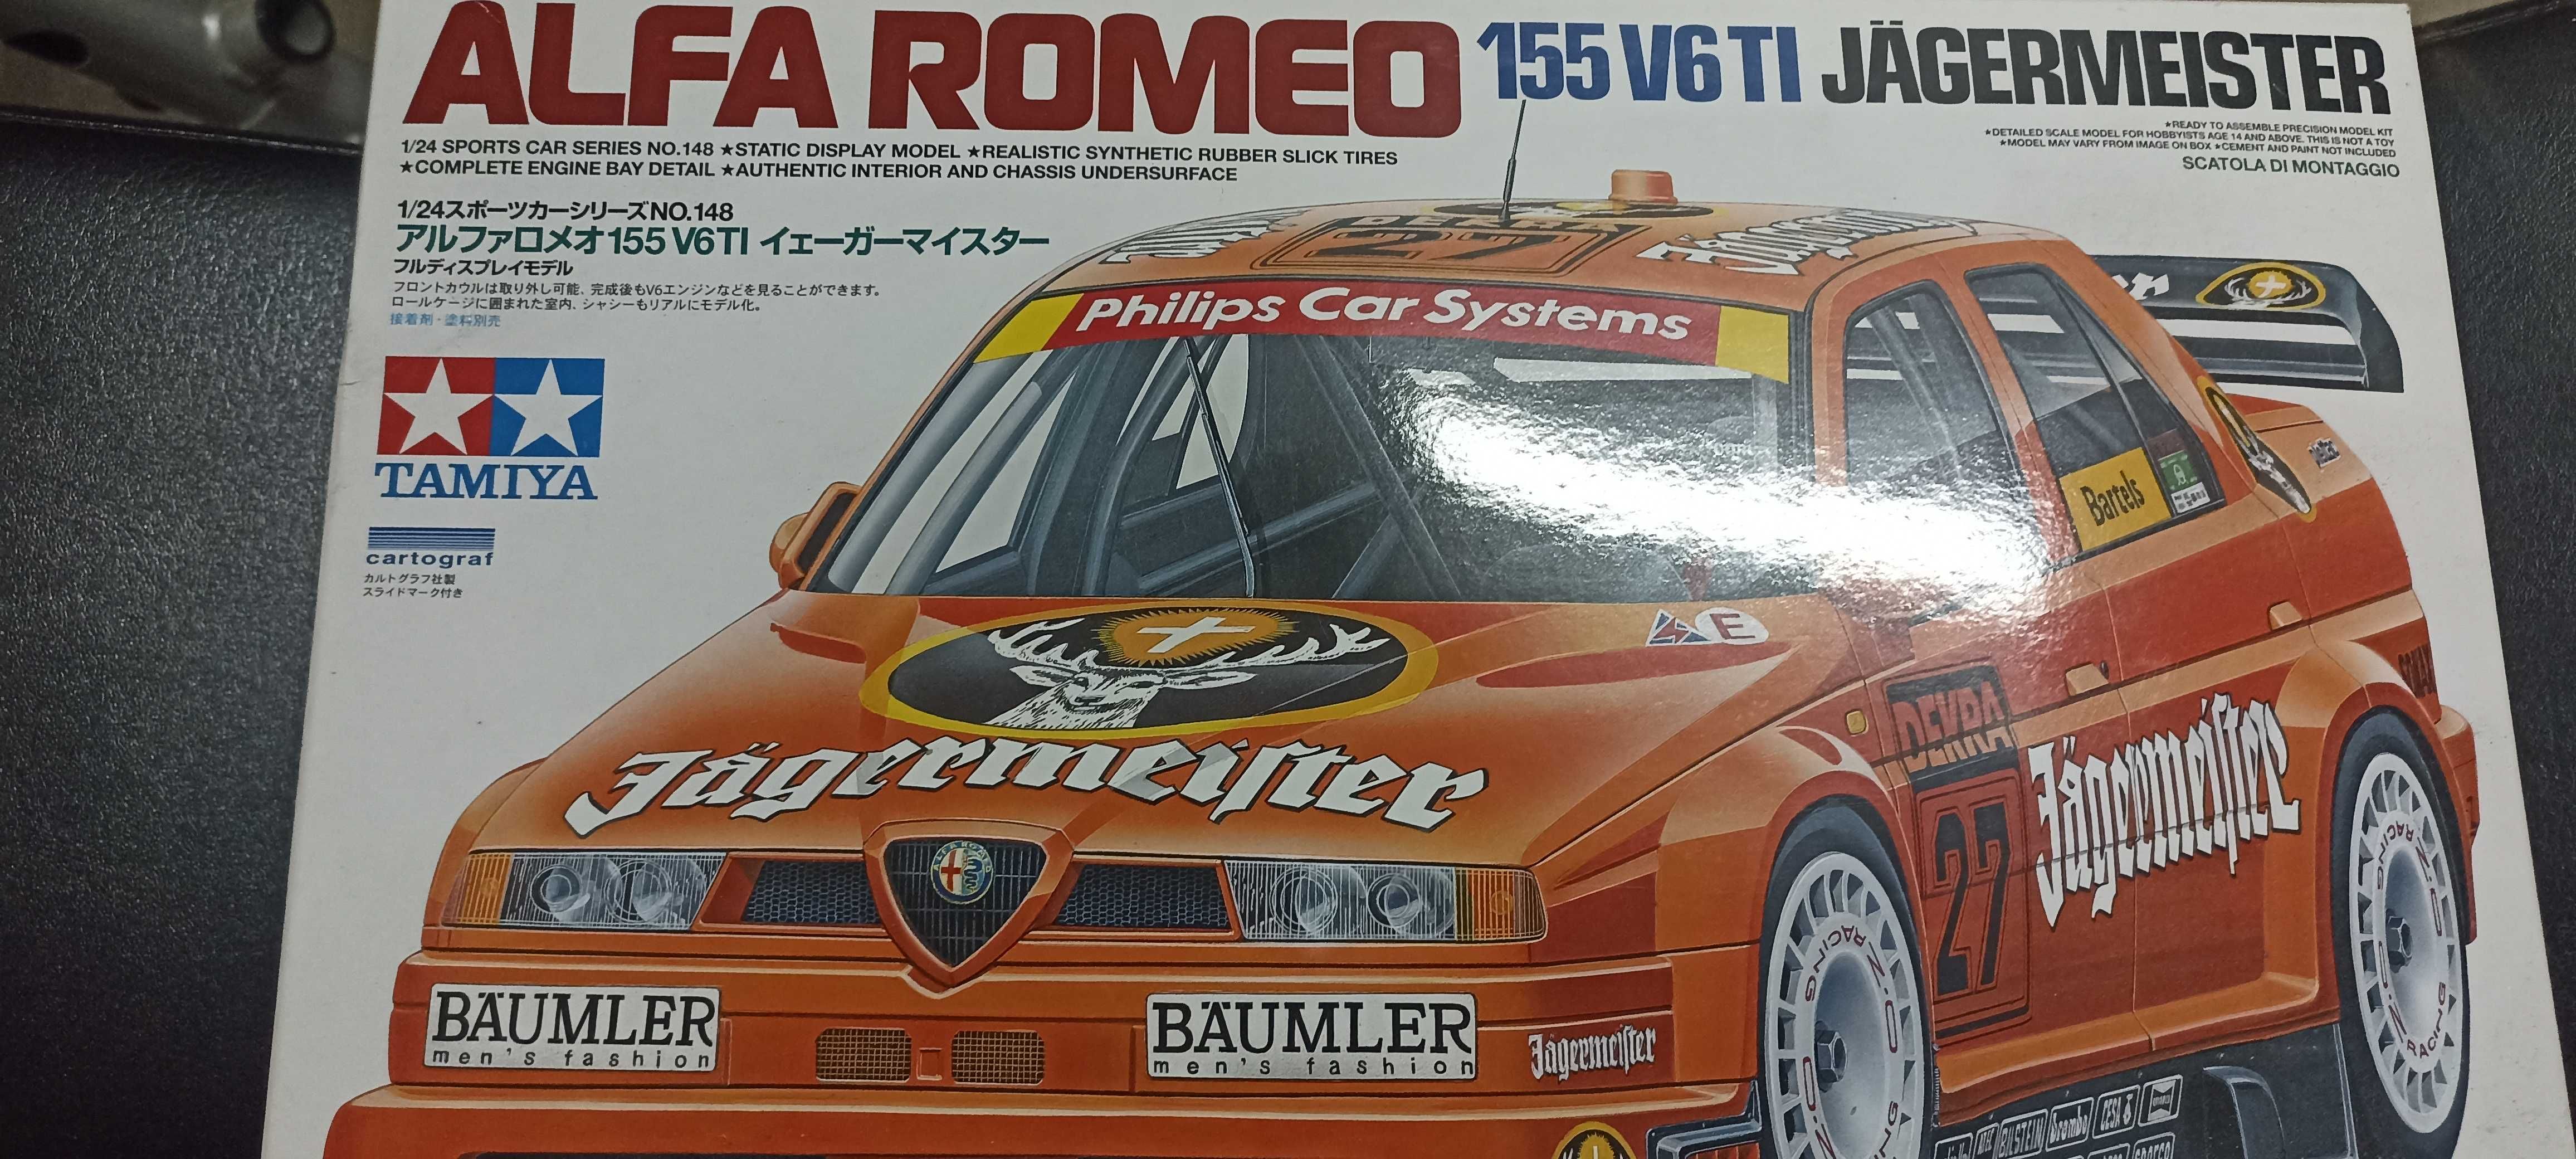 ALFA ROMEO 155 V6 TI JÄGERMEISTER
1/24 SPORTS CAR SERIES NO.148 ★STATIC DISPLAY MODEL ★REALISTIC SYNTHETIC RUBBER SLICK TIRES
★COMPLETE ENGINE BAY DETAIL ★AUTHENTIC INTERIOR AND CHASSIS UNDERSURFACE
★READY TO ASSEMBLE PRECISION MODEL KIT
★DETAILED SCALE MODEL FOR HOBBYISTS AGE 14 AND ABOVE. THIS IS NOT A TOY
★MODEL MAY VARY FROM IMAGE ON BOX ★CEMENT AND PAINT NOT INCLUDED
SCATOLA DI MONTAGGIO
1/24スポーツカーシリーズNO.148
アルファロメオ155 V6 TI イェーガーマイスター
フルディスプレイモデル
フロントカウルは取り外し可能、完成後もV6エンジンなどを見ることができます。
ロールケージに囲まれた室内、シャシーもリアルにモデル化。
接着剤・塗料別売
TAMIYA
cartograf
カルトグラフ社製
スライドマーク付き
DEKRA
27
Jägermeister
Philips Car Systems
Bartels
E
Jägermeister
ALFA ROMEO
DEKRA
27
Jägermeister
BÄUMLER
men's fashion
BÄUMLER
men's fashion
Jägermeister
O.Z RACING
O.Z RACING
BILSTEIN
brembo
sparco